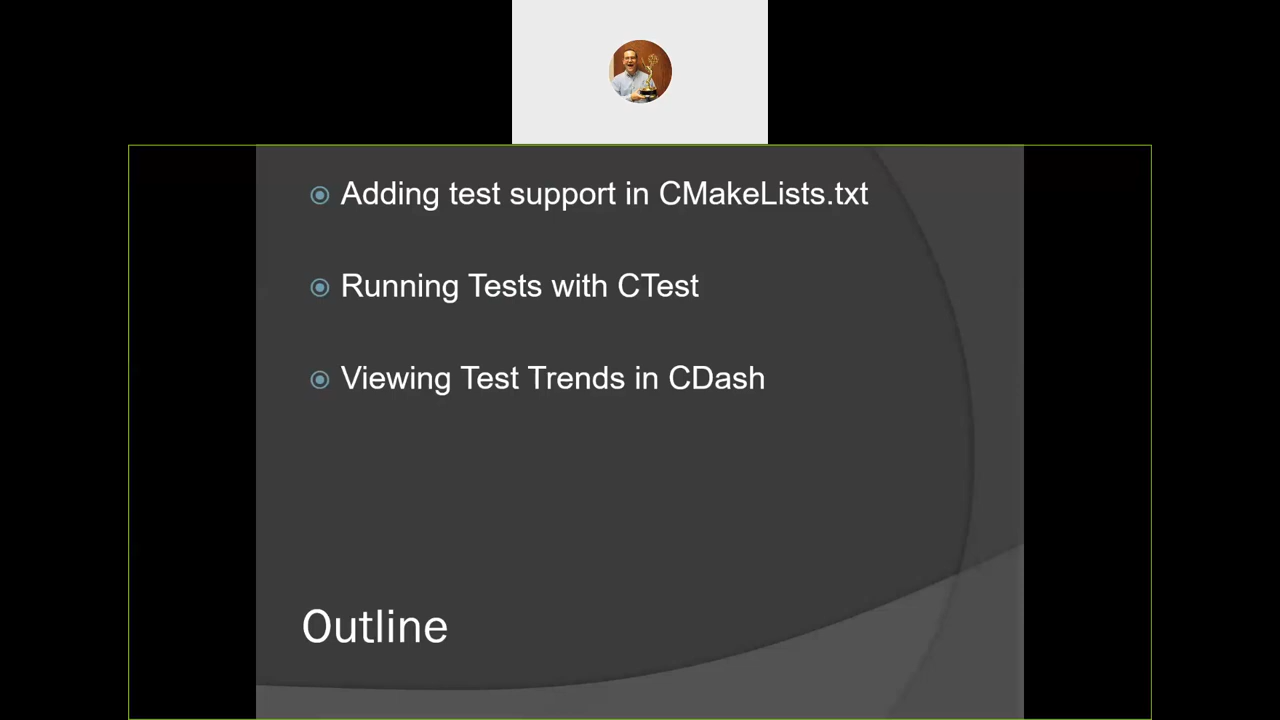 Adding test support in CMakeLists.txt
Running Tests with CTest
Viewing Test Trends in CDash
Outline